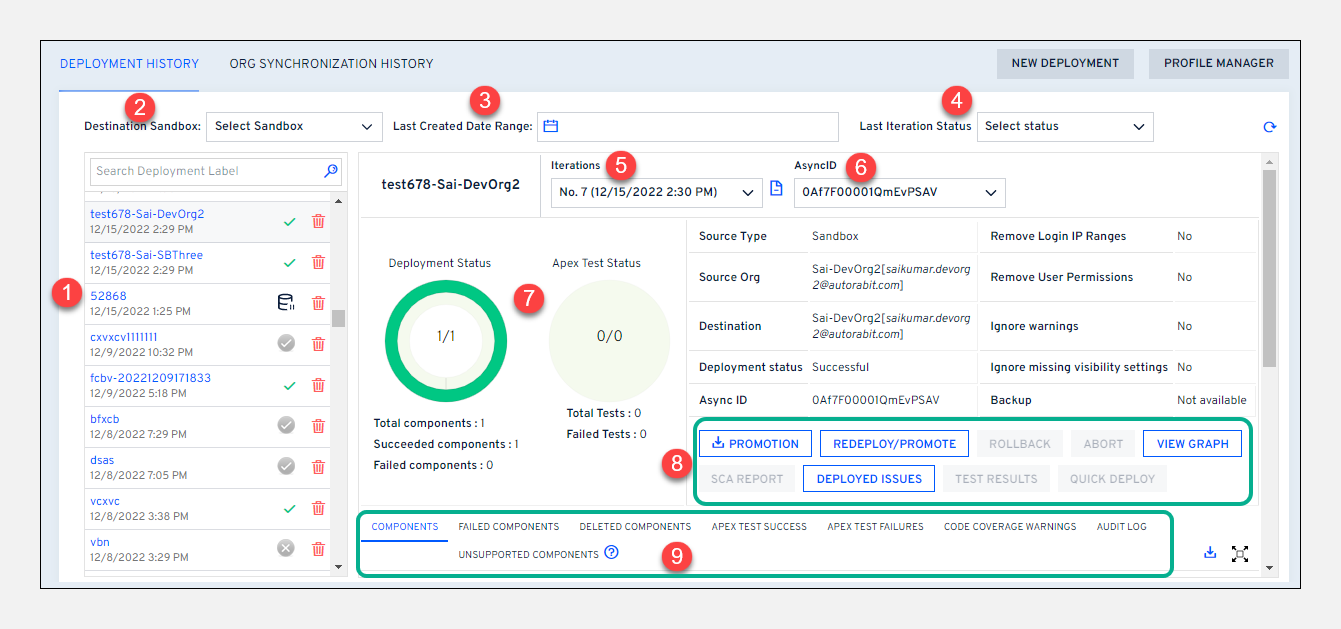 DEPLOYMENT HISTORY ORG SYNCHRONIZATION HISTORY NEW DEPLOYMENT PROFILE MANAGER
2 3 4
Destination Sandbox: Select Sandbox Last Created Date Range: Last Iteration Status Select status
Search Deployment Label
test678-Sai-DevOrg2
12/15/2022 2:29 PM
test678-Sai-SBThree
12/15/2022 2:29 PM
1
52868
12/15/2022 1:25 PM
cxvxcv1111111
12/9/2022 10:32 PM
fcbv-20221209171833
12/9/2022 5:18 PM
bfxcb
12/8/2022 7:29 PM
dsas
12/8/2022 7:05 PM
vcxvc
12/8/2022 3:38 PM
vbn
12/8/2022 3:29 PM
test678-Sai-DevOrg2
Iterations 5 AsyncID 6
No. 7 (12/15/2022 2:30 PM) 0Af7F00001QmEvPSAV
Deployment Status Apex Test Status
7
1/1 0/0
Total components : 1
Succeeded components : 1
Failed components : 0
Total Tests : 0
Failed Tests : 0
Source Type Sandbox Remove Login IP Ranges No
Source Org Sai-DevOrg2[saikumar.devorg
2@autorabit.com] Remove User Permissions No
Destination Sai-DevOrg2[saikumar.devorg
2@autorabit.com] Ignore warnings No
Deployment status Successful Ignore missing visibility settings No
Async ID 0Af7F00001QmEvPSAV Backup Not available
8
PROMOTION REDEPLOY/PROMOTE ROLLBACK ABORT VIEW GRAPH
SCA REPORT DEPLOYED ISSUES TEST RESULTS QUICK DEPLOY
COMPONENTS FAILED COMPONENTS DELETED COMPONENTS APEX TEST SUCCESS APEX TEST FAILURES CODE COVERAGE WARNINGS AUDIT LOG
UNSUPPORTED COMPONENTS ? 9